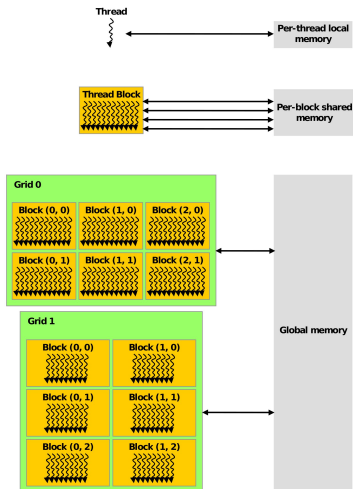 Thread
Per-thread local
memory
Thread Block
Per-block shared
memory
Grid 0
Block (0, 0) Block (1, 0) Block (2, 0)
Block (0, 1) Block (1, 1) Block (2, 1)
Grid 1
Block (0, 0) Block (1, 0)
Block (0, 1) Block (1, 1)
Block (0, 2) Block (1, 2)
Global memory